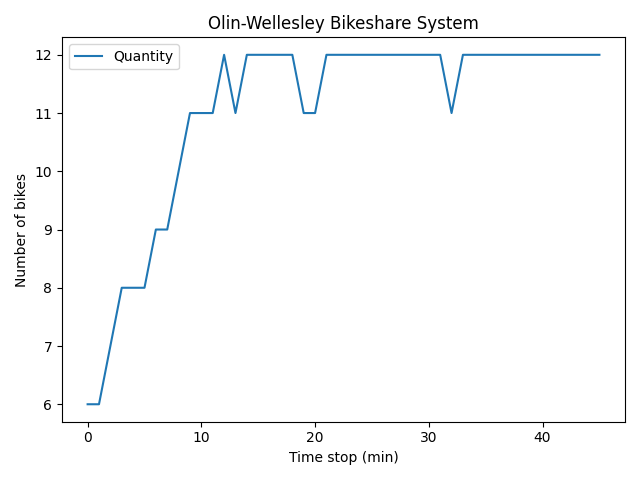 Olin-Wellesley Bikeshare System
Quantity
Number of bikes
12
11
10
9
8
7
6
0 10 20 30 40
Time stop (min)